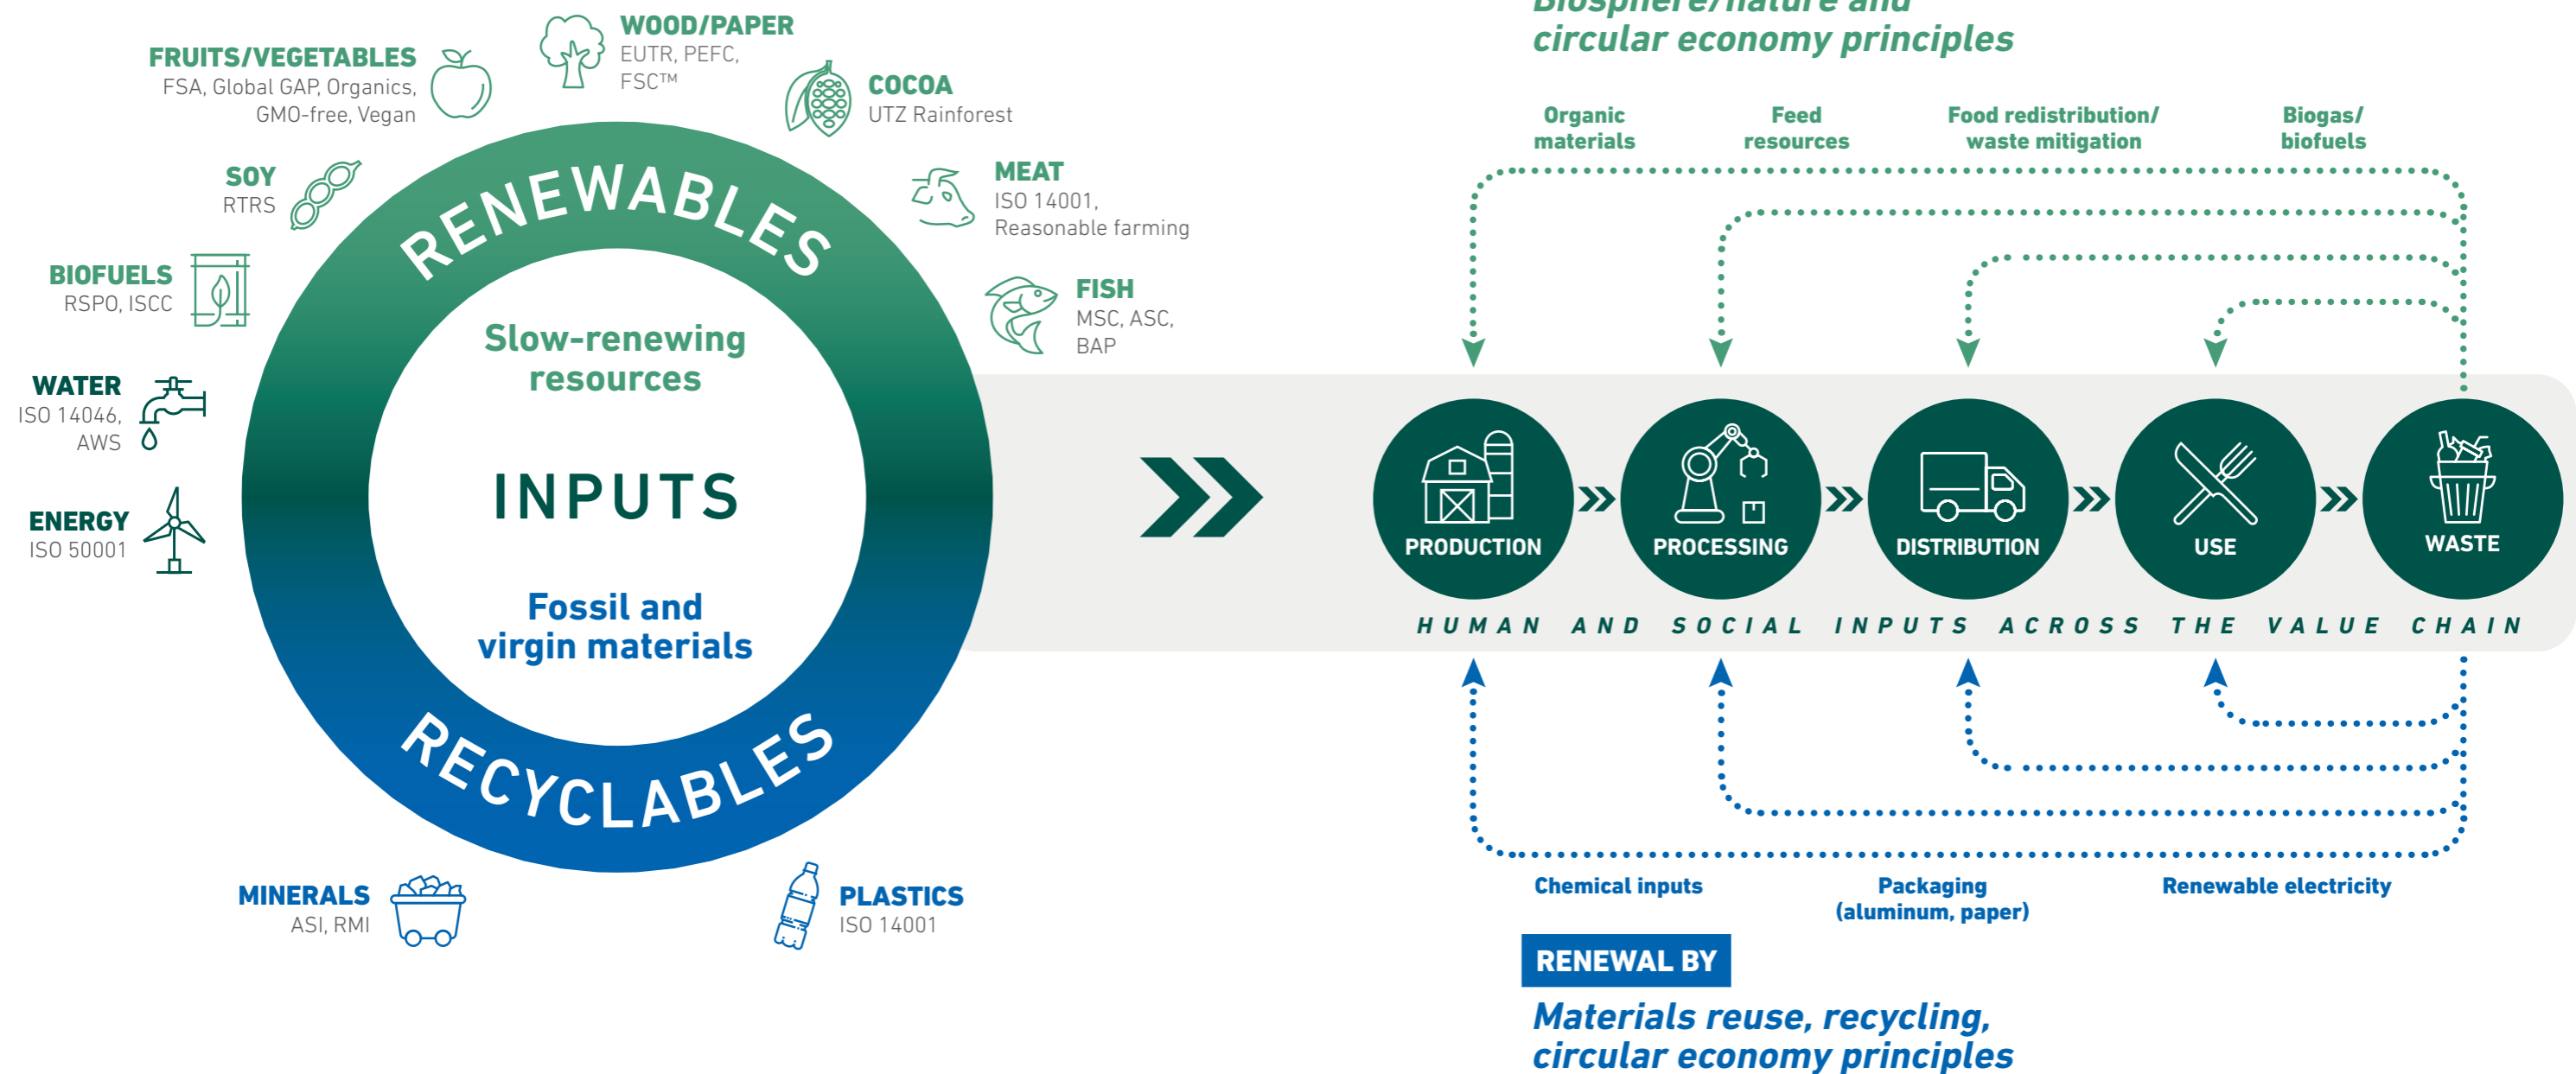 FRUITS/VEGETABLES
FSA, Global GAP, Organics,
GMO-free, Vegan
WOOD/PAPER
EUTR, PEFC,
FSC™
COCOA
UTZ Rainforest
SOY
RTRS
MEAT
ISO 14001,
Reasonable farming
BIOFUELS
RSPO, ISCC
FISH
MSC, ASC,
BAP
WATER
ISO 14046,
AWS
ENERGY
ISO 50001
RENEWABLES
Slow-renewing
resources
INPUTS
Fossil and
virgin materials
RECYCLABLES
MINERALS
ASI, RMI
PLASTICS
ISO 14001
Biosphere/nature and
circular economy principles
Organic
materials
Feed
resources
Food redistribution/
waste mitigation
Biogas/
biofuels
PRODUCTION
PROCESSING
DISTRIBUTION
USE
WASTE
HUMAN AND SOCIAL INPUTS ACROSS THE VALUE CHAIN
Chemical inputs
Packaging
(aluminum, paper)
Renewable electricity
RENEWAL BY
Materials reuse, recycling,
circular economy principles